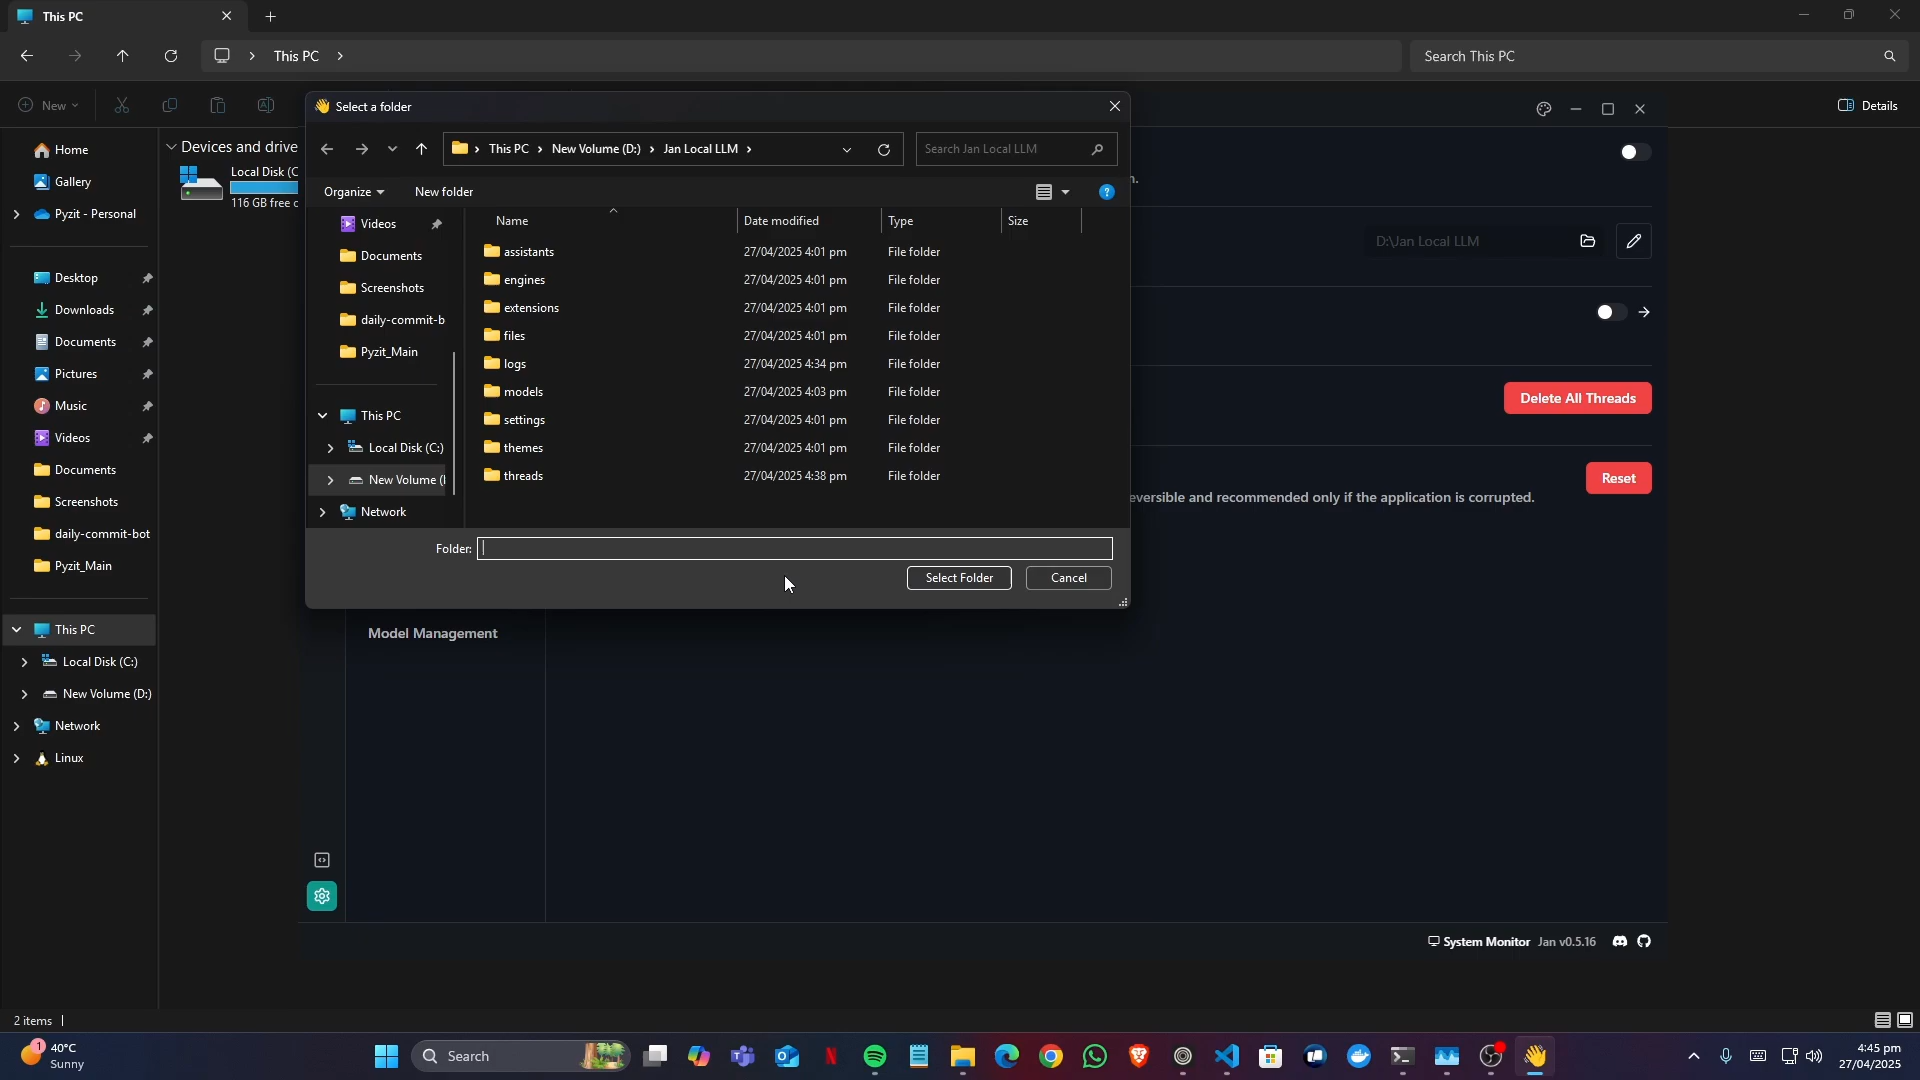 This PC
This PC
Search This PC
New
Details
Home
Gallery
Pyzit - Personal
Desktop
Downloads
Documents
Pictures
Music
Videos
Documents
Screenshots
daily-commit-bot
Pyzit_Main
This PC
Local Disk (C:)
New Volume (D:)
Network
Linux
Devices and drive
Local Disk (C
116 GB free o
Select a folder
This PC
New Volume (D:)
Jan Local LLM
Search Jan Local LLM
Organize
New folder
Videos
Documents
Screenshots
daily-commit-b
Pyzit_Main
This PC
Local Disk (C:)
New Volume (
Network
Name Date modified Type Size
assistants 27/04/2025 4:01 pm File folder
engines 27/04/2025 4:01 pm File folder
extensions 27/04/2025 4:01 pm File folder
files 27/04/2025 4:01 pm File folder
logs 27/04/2025 4:34 pm File folder
models 27/04/2025 4:03 pm File folder
settings 27/04/2025 4:01 pm File folder
themes 27/04/2025 4:01 pm File folder
threads 27/04/2025 4:38 pm File folder
Folder:
Select Folder
Cancel
n.
D:\Jan Local LLM
Delete All Threads
Reset
eversible and recommended only if the application is corrupted.
Model Management
System Monitor Jan v0.5.16
2 items
1
40°C
Sunny
Search
4:45 pm
27/04/2025